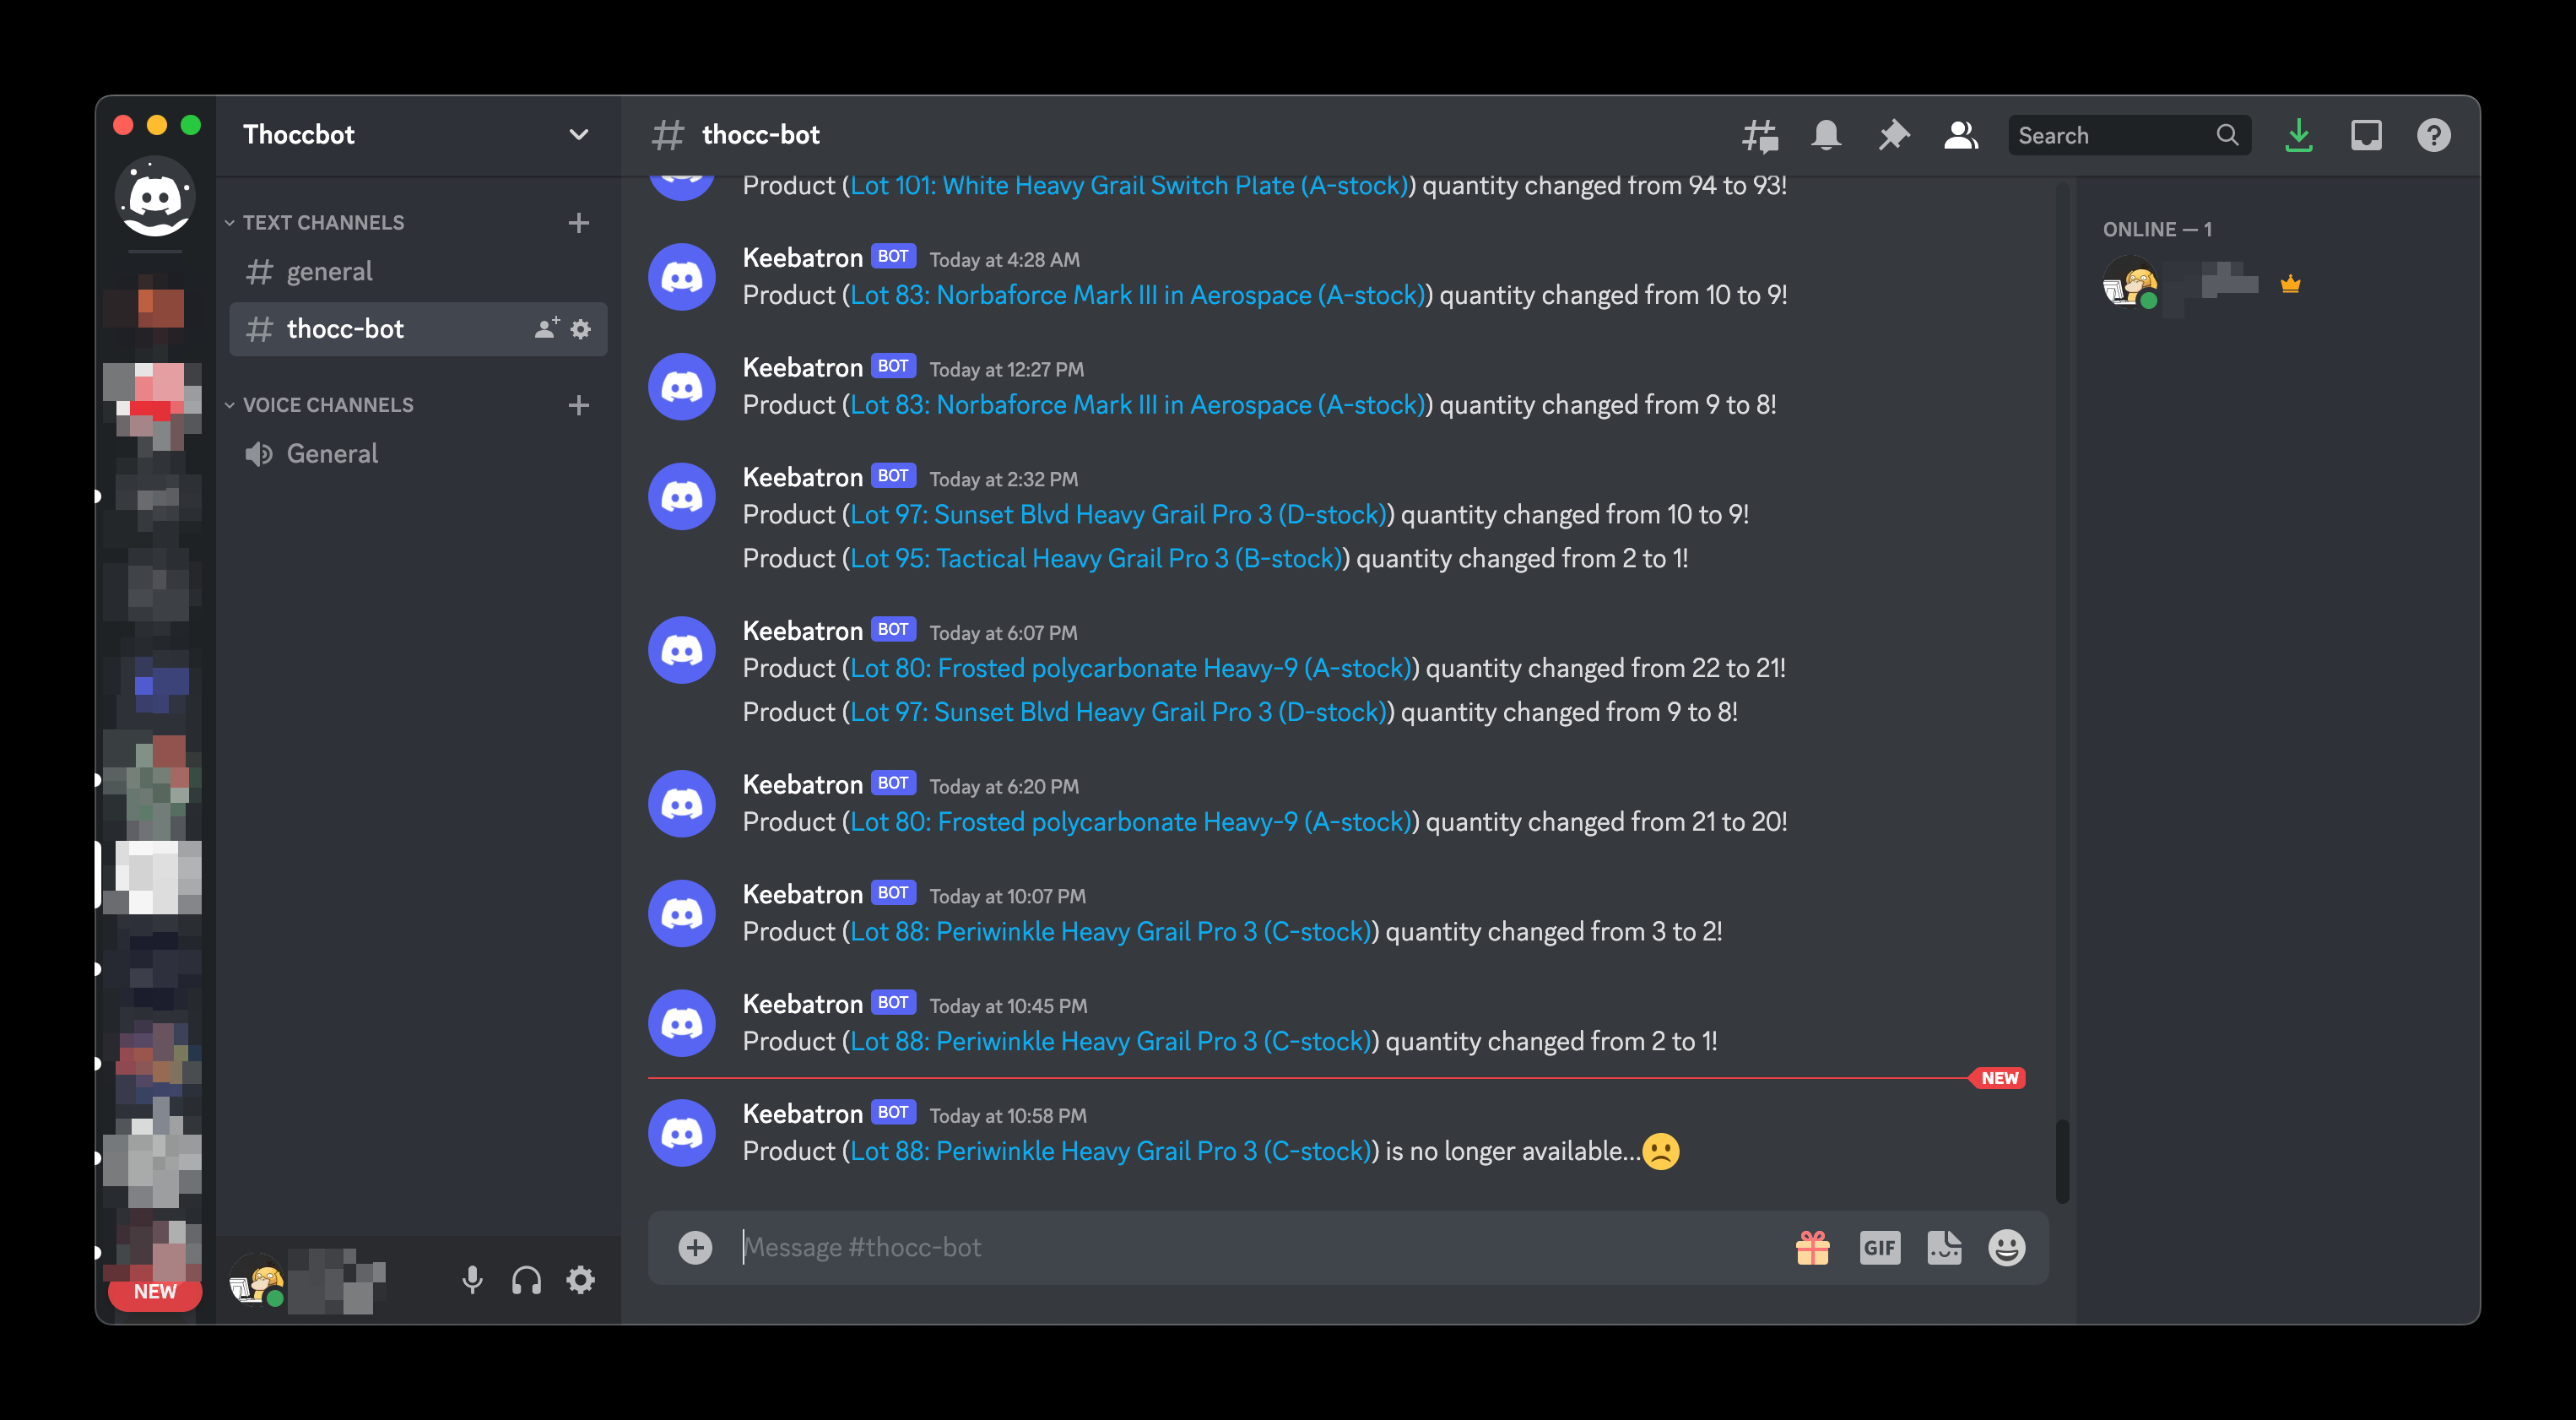 Thoccbot
TEXT CHANNELS
general
thocc-bot
VOICE CHANNELS
General
NEW
thocc-bot
Search
Product (Lot 101: White Heavy Grail Switch Plate (A-stock)) quantity changed from 94 to 93!
Keebatron BOT Today at 4:28 AM
Product (Lot 83: Norbaforce Mark III in Aerospace (A-stock)) quantity changed from 10 to 9!
Keebatron BOT Today at 12:27 PM
Product (Lot 83: Norbaforce Mark III in Aerospace (A-stock)) quantity changed from 9 to 8!
Keebatron BOT Today at 2:32 PM
Product (Lot 97: Sunset Blvd Heavy Grail Pro 3 (D-stock)) quantity changed from 10 to 9!
Product (Lot 95: Tactical Heavy Grail Pro 3 (B-stock)) quantity changed from 2 to 1!
Keebatron BOT Today at 6:07 PM
Product (Lot 80: Frosted polycarbonate Heavy-9 (A-stock)) quantity changed from 22 to 21!
Product (Lot 97: Sunset Blvd Heavy Grail Pro 3 (D-stock)) quantity changed from 9 to 8!
Keebatron BOT Today at 6:20 PM
Product (Lot 80: Frosted polycarbonate Heavy-9 (A-stock)) quantity changed from 21 to 20!
Keebatron BOT Today at 10:07 PM
Product (Lot 88: Periwinkle Heavy Grail Pro 3 (C-stock)) quantity changed from 3 to 2!
Keebatron BOT Today at 10:45 PM
Product (Lot 88: Periwinkle Heavy Grail Pro 3 (C-stock)) quantity changed from 2 to 1!
NEW
Keebatron BOT Today at 10:58 PM
Product (Lot 88: Periwinkle Heavy Grail Pro 3 (C-stock)) is no longer available...🙁
Message #thocc-bot
GIF
ONLINE — 1